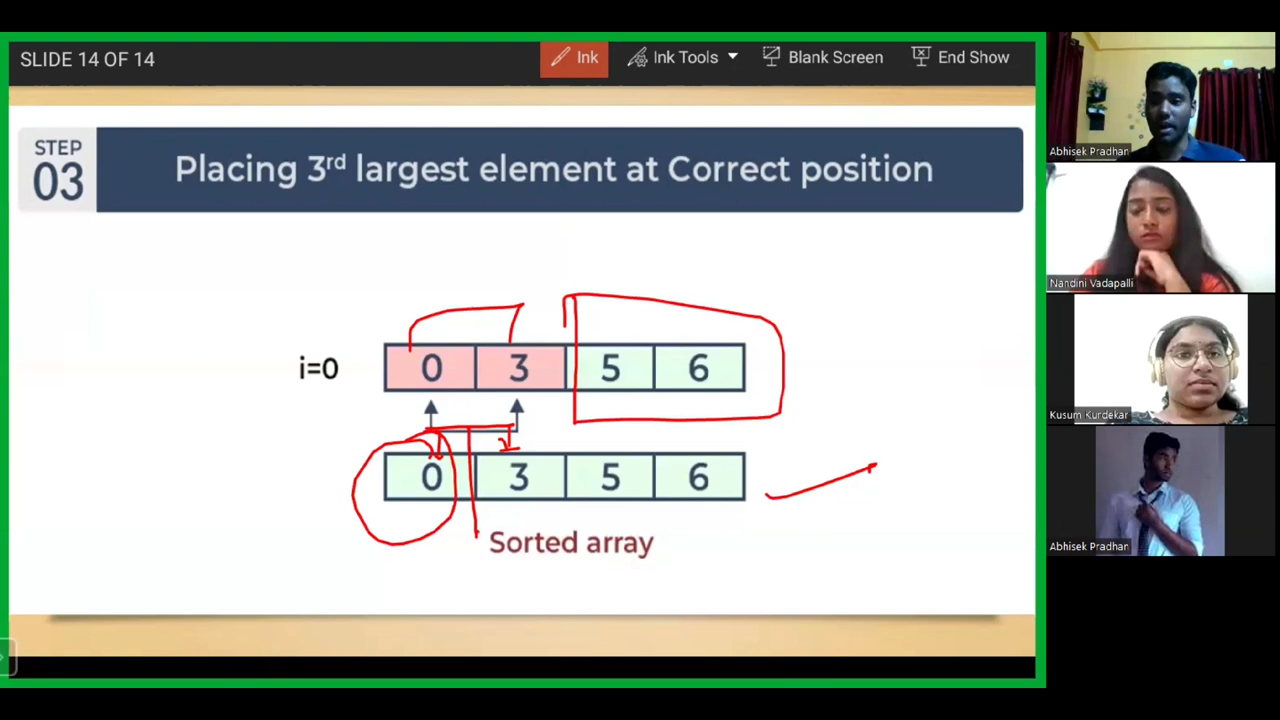 SLIDE 14 OF 14
Ink
Ink Tools
Blank Screen
End Show
STEP
03
Placing 3rd largest element at Correct position
i=0
0 3 5 6
0 3 5 6
Sorted array
Abhisek Pradhan
Nandini Vadapalli
Kusum Kurdekar
Abhisek Pradhan